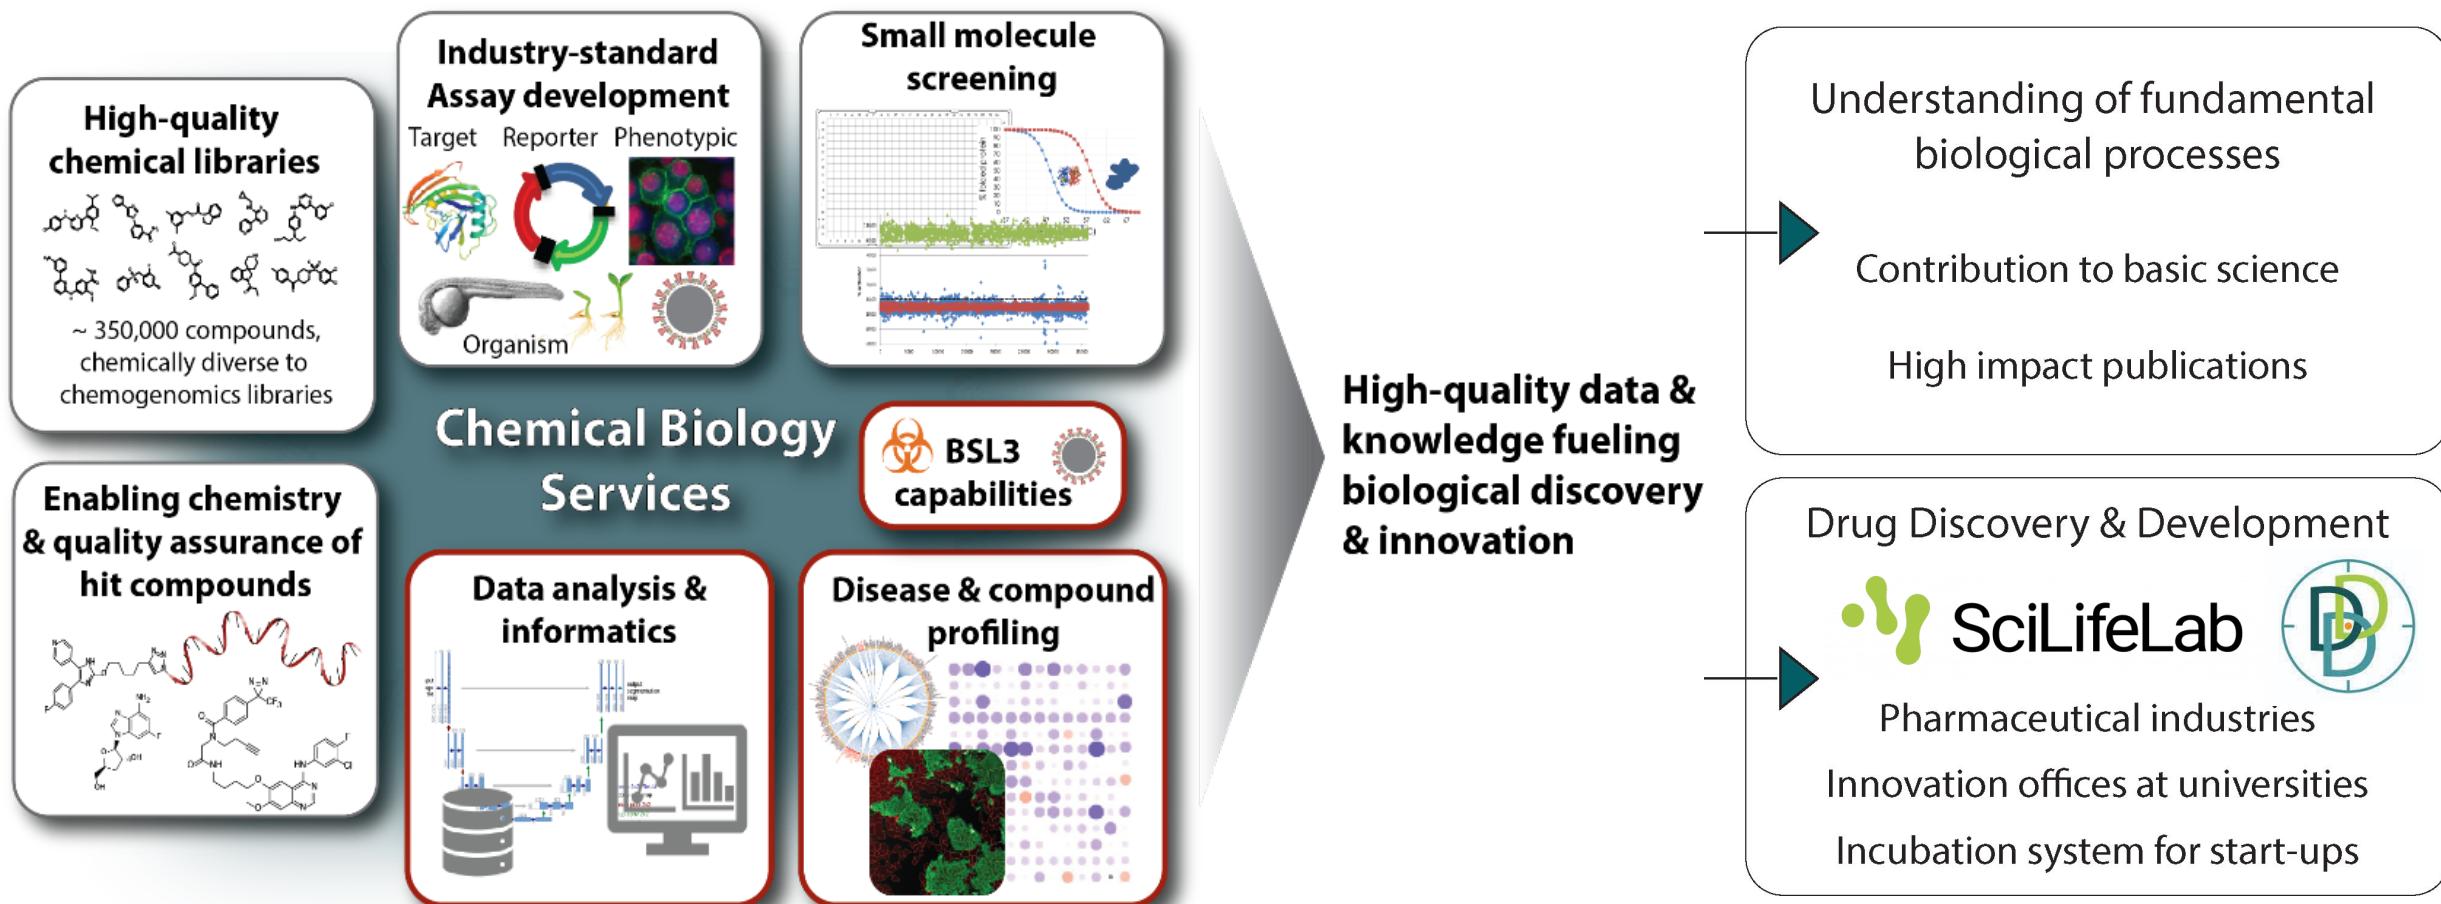 High-quality
chemical libraries
~ 350,000 compounds,
chemically diverse to
chemogenomics libraries
Industry-standard
Assay development
Target Reporter Phenotypic
Organism
Small molecule
screening
% folded protein
Chemical Biology
Services
BSL3
capabilities
Enabling chemistry
& quality assurance of
hit compounds
Data analysis &
informatics
Disease & compound
profiling
High-quality data &
knowledge fueling
biological discovery
& innovation
Understanding of fundamental
biological processes
Contribution to basic science
High impact publications
Drug Discovery & Development
SciLifeLab
DDD
Pharmaceutical industries
Innovation offices at universities
Incubation system for start-ups